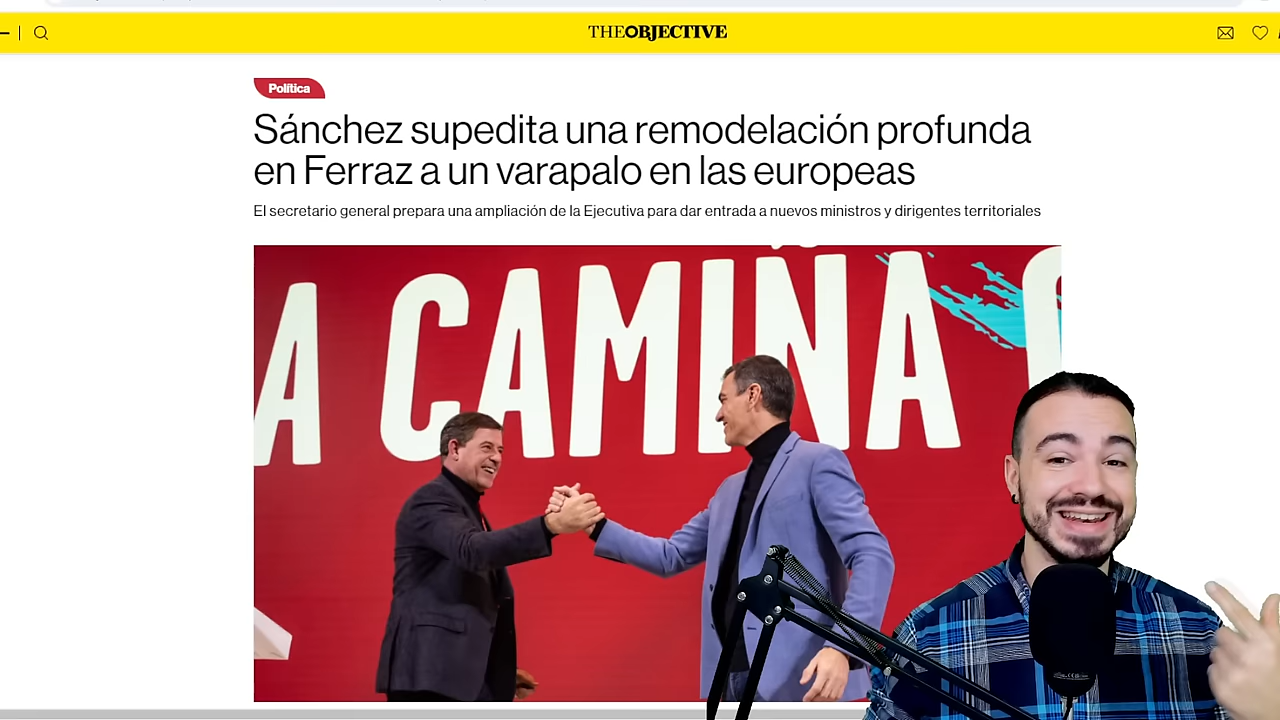 THEOBJECTIVE
Política
Sánchez supedita una remodelación profunda
en Ferraz a un varapalo en las europeas
El secretario general prepara una ampliación de la Ejecutiva para dar entrada a nuevos ministros y dirigentes territoriales
A CAMIÑA